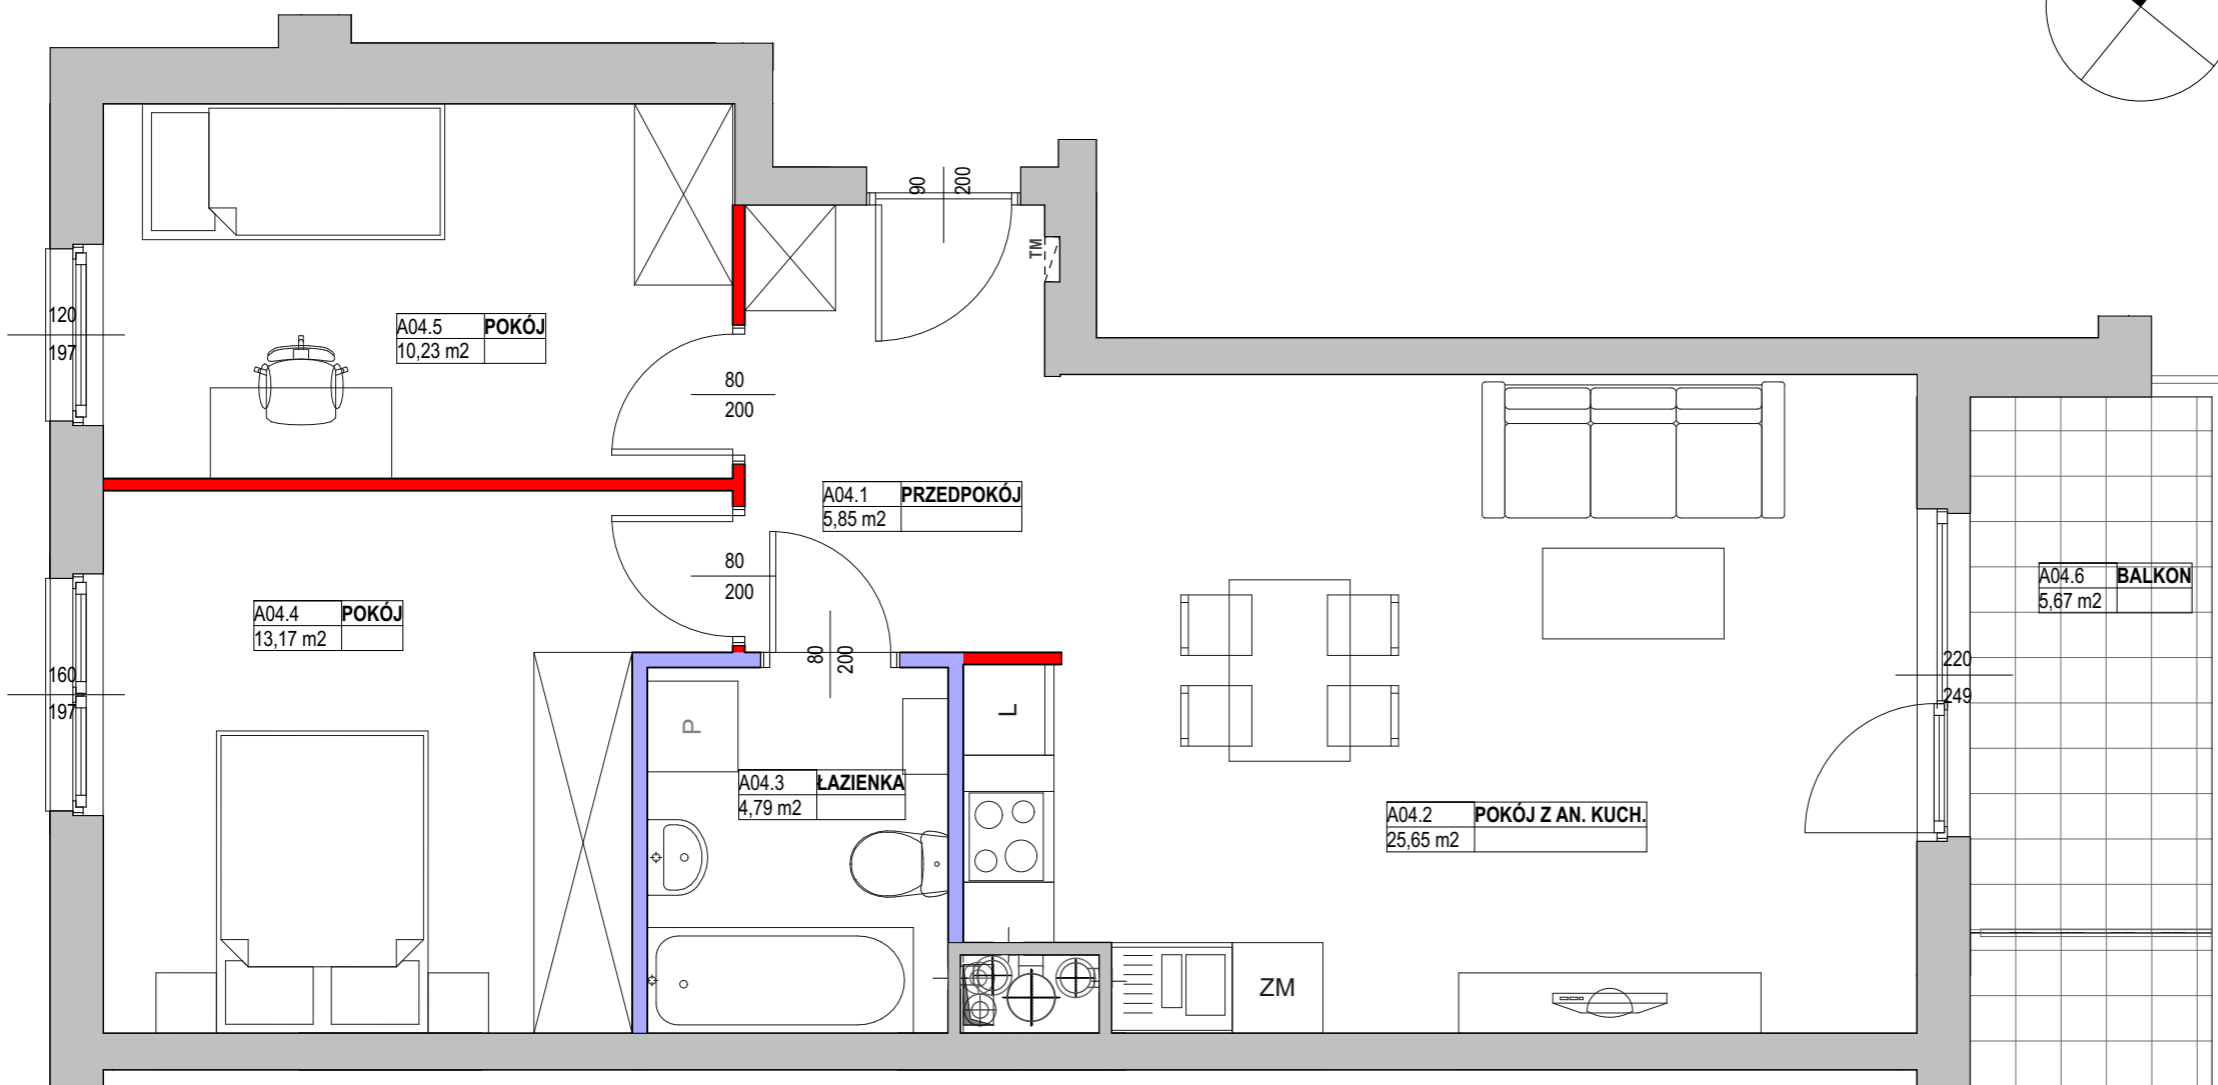 90
200
TM
120
197
A04.5 POKÓJ
10,23 m2
80
200
A04.1 PRZEDPOKÓJ
5,85 m2
80
200
A04.4 POKÓJ
13,17 m2
80
200
160
197
P
L
A04.3 ŁAZIENKA
4,79 m2
A04.2 POKÓJ Z AN. KUCH.
25,65 m2
220
249
A04.6 BALKON
5,67 m2
ZM